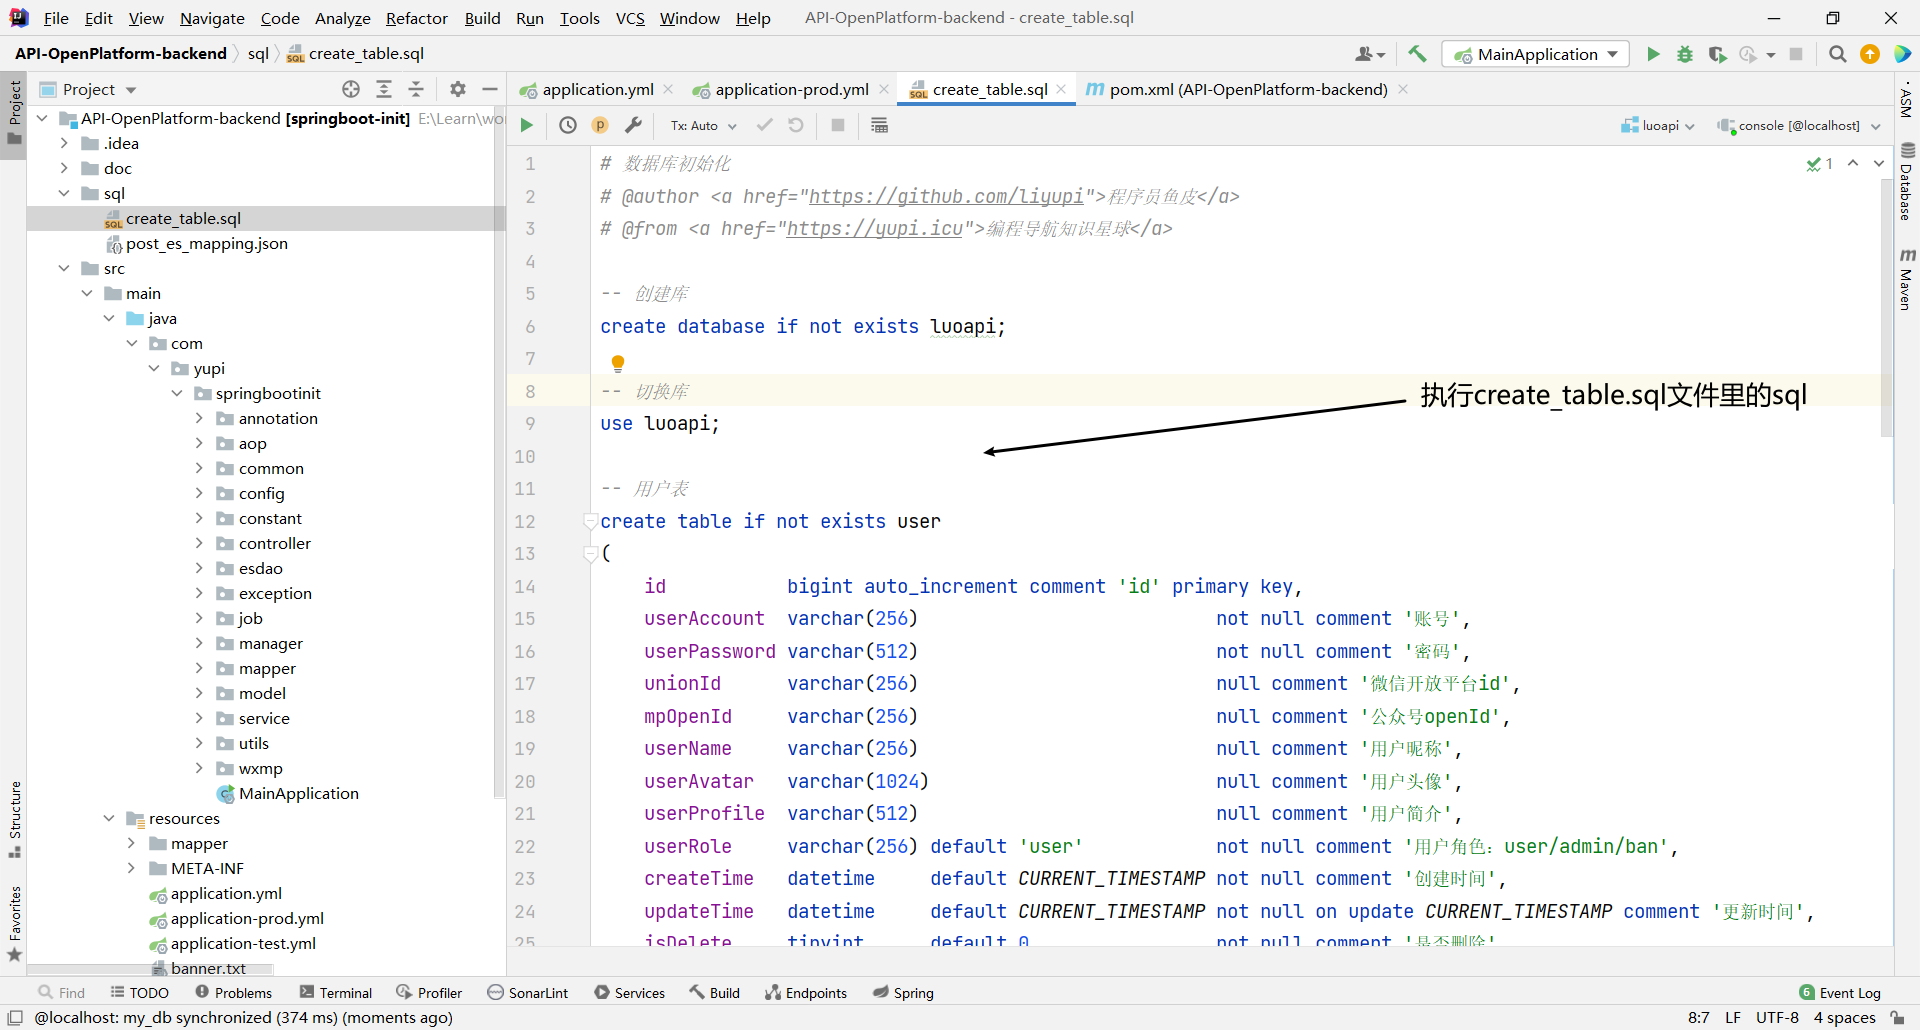 File Edit View Navigate Code Analyze Refactor Build Run Tools VCS Window Help API-OpenPlatform-backend - create_table.sql
API-OpenPlatform-backend sql create_table.sql MainApplication
Project application.yml application-prod.yml create_table.sql pom.xml (API-OpenPlatform-backend)
Tx: Auto luoapi console [@localhost]
API-OpenPlatform-backend [springboot-init] E:\Learn\wo
.idea
doc
sql
create_table.sql
post_es_mapping.json
src
main
java
com
yupi
springbootinit
annotation
aop
common
config
constant
controller
esdao
exception
job
manager
mapper
model
service
utils
wxmp
MainApplication
resources
mapper
META-INF
application.yml
application-prod.yml
application-test.yml
banner.txt
Project
Structure
Favorites
1 # 数据库初始化
2 # @author <a href="https://github.com/liyupi">程序员鱼皮</a>
3 # @from <a href="https://yupi.icu">编程导航知识星球</a>
4
5 -- 创建库
6 create database if not exists luoapi;
7
8 -- 切换库
9 use luoapi;
10
11 -- 用户表
12 create table if not exists user
13 (
14 id bigint auto_increment comment 'id' primary key,
15 userAccount varchar(256) not null comment '账号',
16 userPassword varchar(512) not null comment '密码',
17 unionId varchar(256) null comment '微信开放平台id',
18 mpOpenId varchar(256) null comment '公众号openId',
19 userName varchar(256) null comment '用户昵称',
20 userAvatar varchar(1024) null comment '用户头像',
21 userProfile varchar(512) null comment '用户简介',
22 userRole varchar(256) default 'user' not null comment '用户角色：user/admin/ban',
23 createTime datetime default CURRENT_TIMESTAMP not null comment '创建时间',
24 updateTime datetime default CURRENT_TIMESTAMP not null on update CURRENT_TIMESTAMP comment '更新时间',
25 isDelete tinyint default 0 not null comment '是否删除'
执行create_table.sql文件里的sql
1
ASM
Database
m Maven
Find TODO Problems Terminal Profiler SonarLint Services Build Endpoints Spring 6 Event Log
@localhost: my_db synchronized (374 ms) (moments ago) 8:7 LF UTF-8 4 spaces